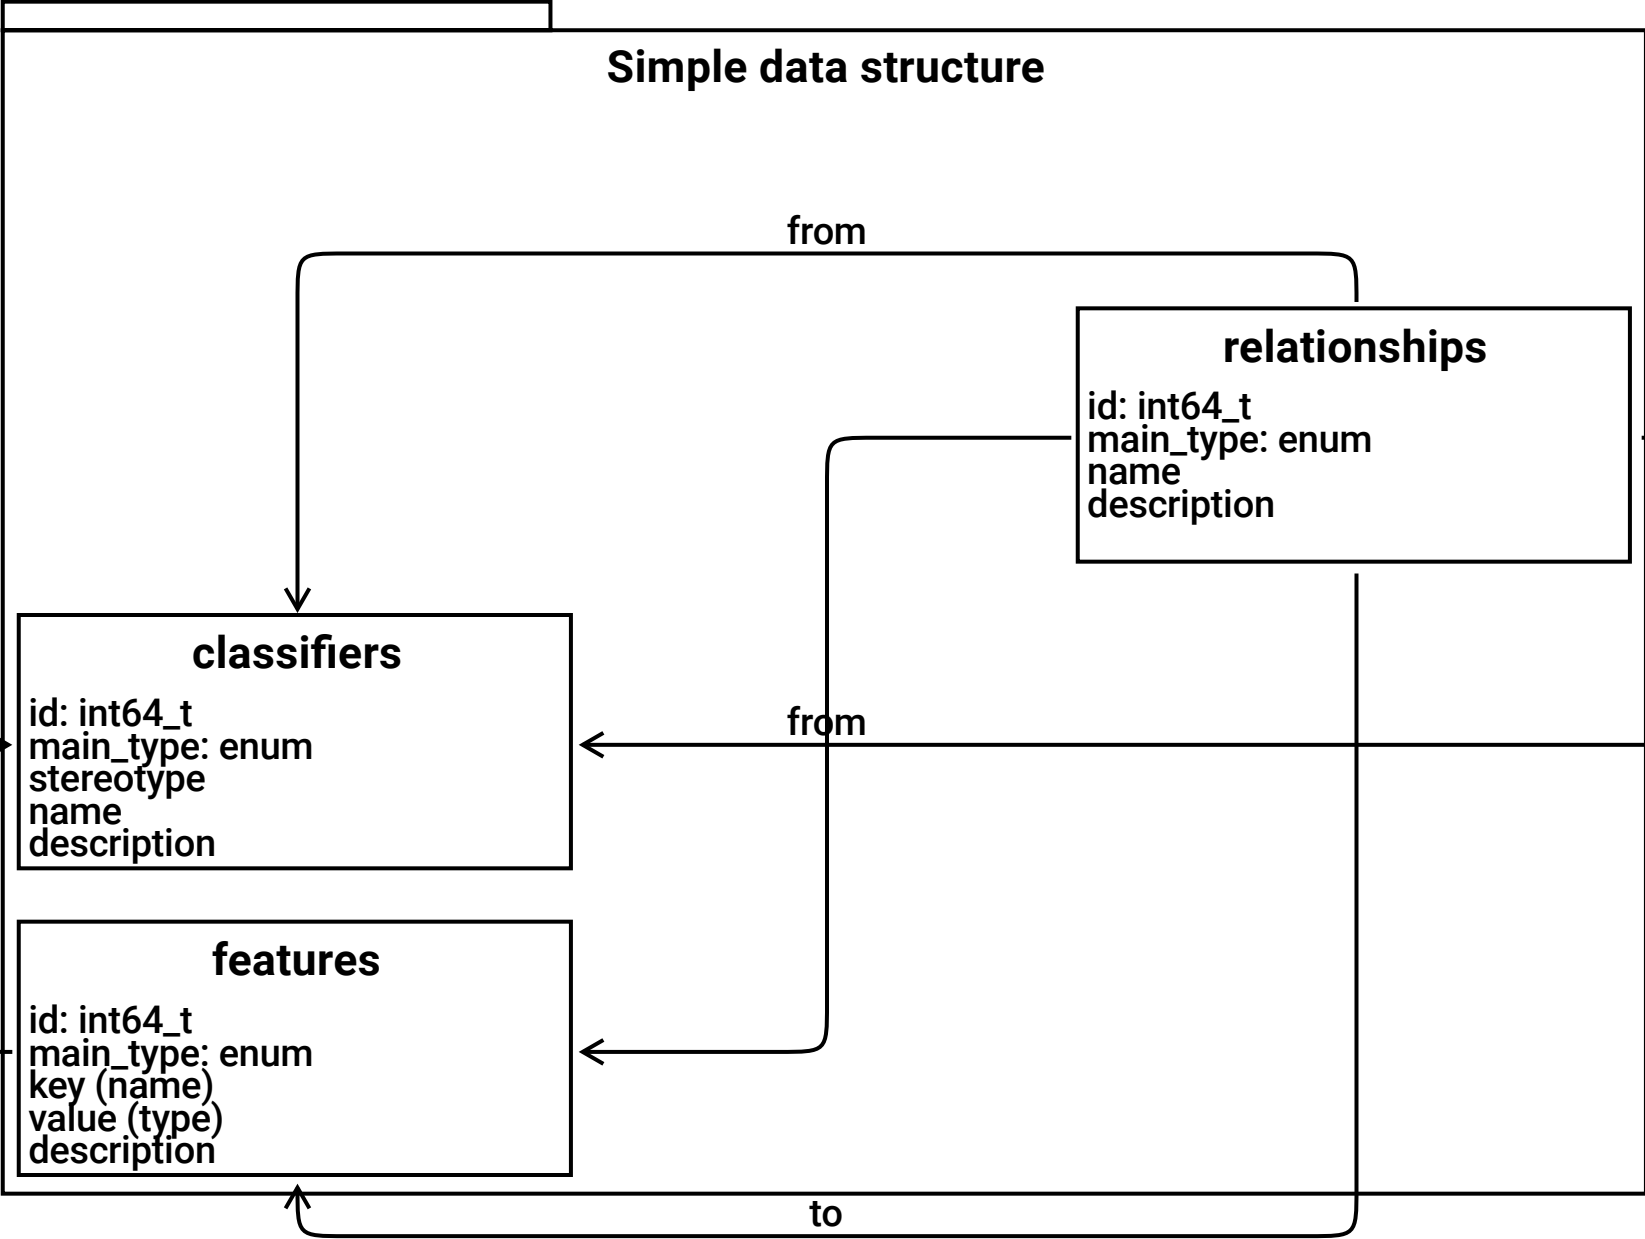 Simple data structure
from
relationships
id: int64_t
main_type: enum
name
description
classifiers
id: int64_t
main_type: enum
stereotype
name
description
from
features
id: int64_t
main_type: enum
key (name)
value (type)
description
to